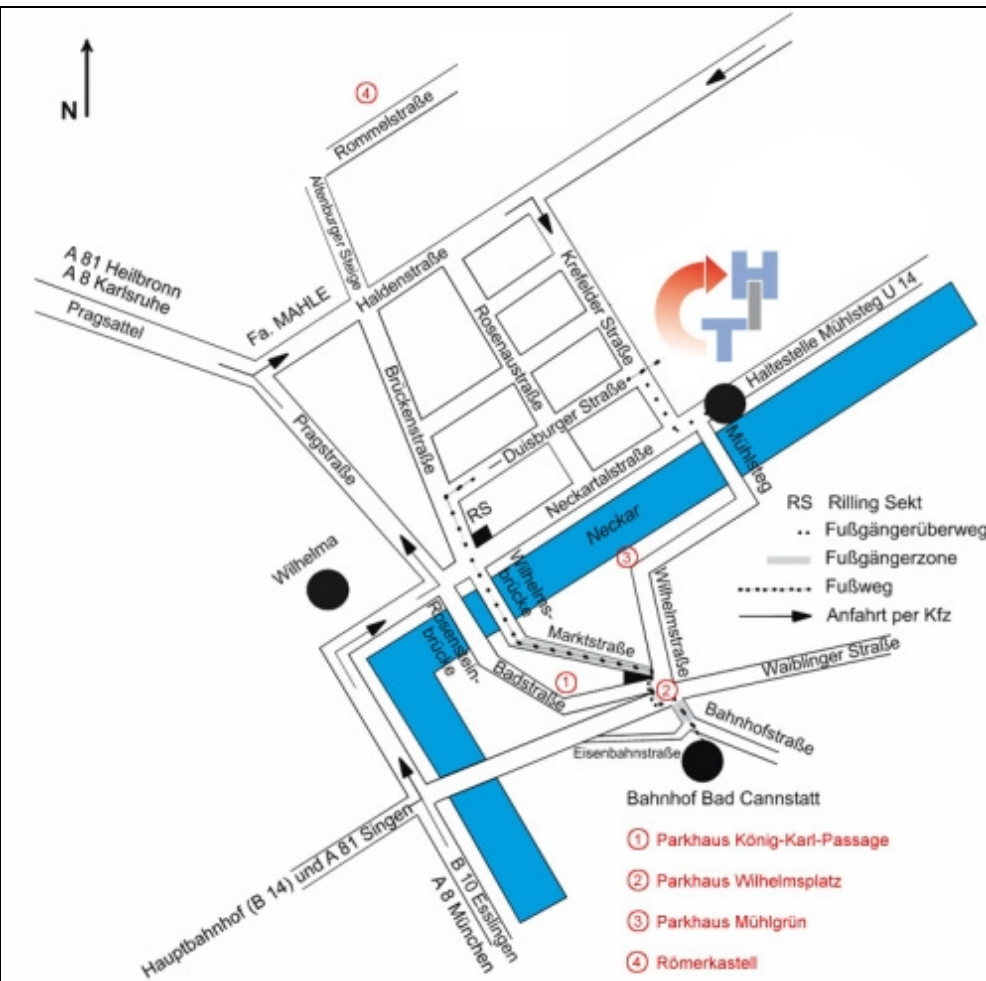 N
4
Rommelstraße
Altenburger Steige
A 81 Heilbronn
A 8 Karlsruhe
Pragsattel
Fa. MAHLE
Haldenstraße
Krefelder Straße
H
I
T
Rosenaustraße
Brückenstraße
Haltestelle Mühlsteg U 14
Duisburger Straße
Pragstraße
Mühlsteg
Neckartalstraße
RS
Neckar
Wilhelma
Wilhelms-
brücke
3
Wilhelmstraße
Rosenstein-
brücke
Marktstraße
Badstraße
1
2
Waiblinger Straße
Bahnhofstraße
Eisenbahnstraße
Hauptbahnhof (B 14) und A 81 Singen
B 10 Esslingen
A 8 München
RS Rilling Sekt
Fußgängerüberweg
Fußgängerzone
Fußweg
Anfahrt per Kfz
Bahnhof Bad Cannstatt
1 Parkhaus König-Karl-Passage
2 Parkhaus Wilhelmsplatz
3 Parkhaus Mühlgrün
4 Römerkastell